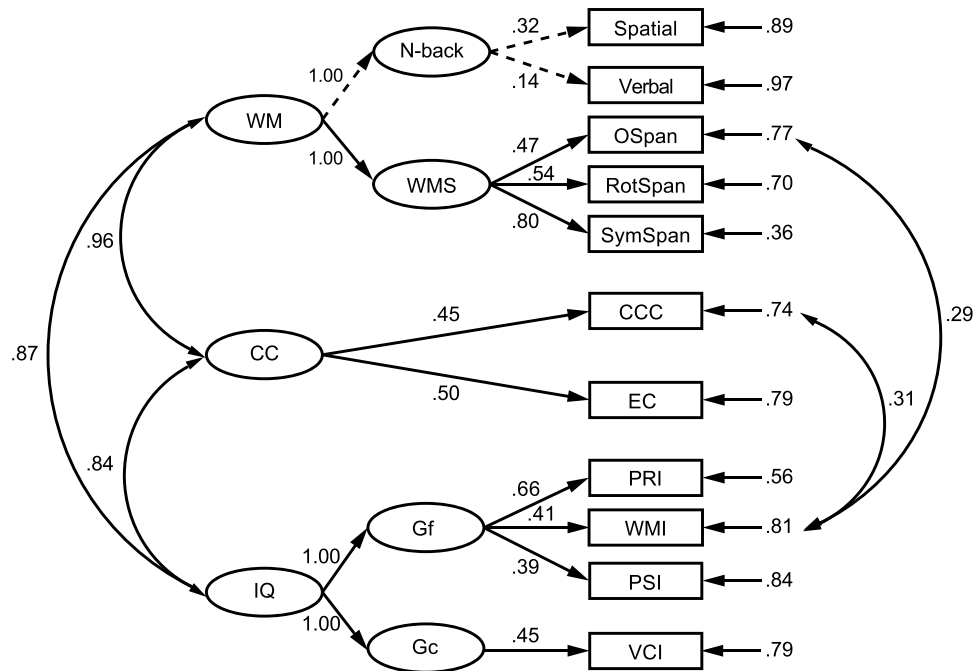 .32
Spatial
.89
N-back
1.00
.14
Verbal
.97
WM
.47
OSpan
.77
1.00
.54
WMS
RotSpan
.70
.80
SymSpan
.36
.96
.45
CCC
.74
.29
.87
CC
.50
EC
.79
.31
.84
.66
PRI
.56
Gf
.41
WMI
.81
1.00
.39
PSI
.84
IQ
1.00
Gc
.45
VCI
.79